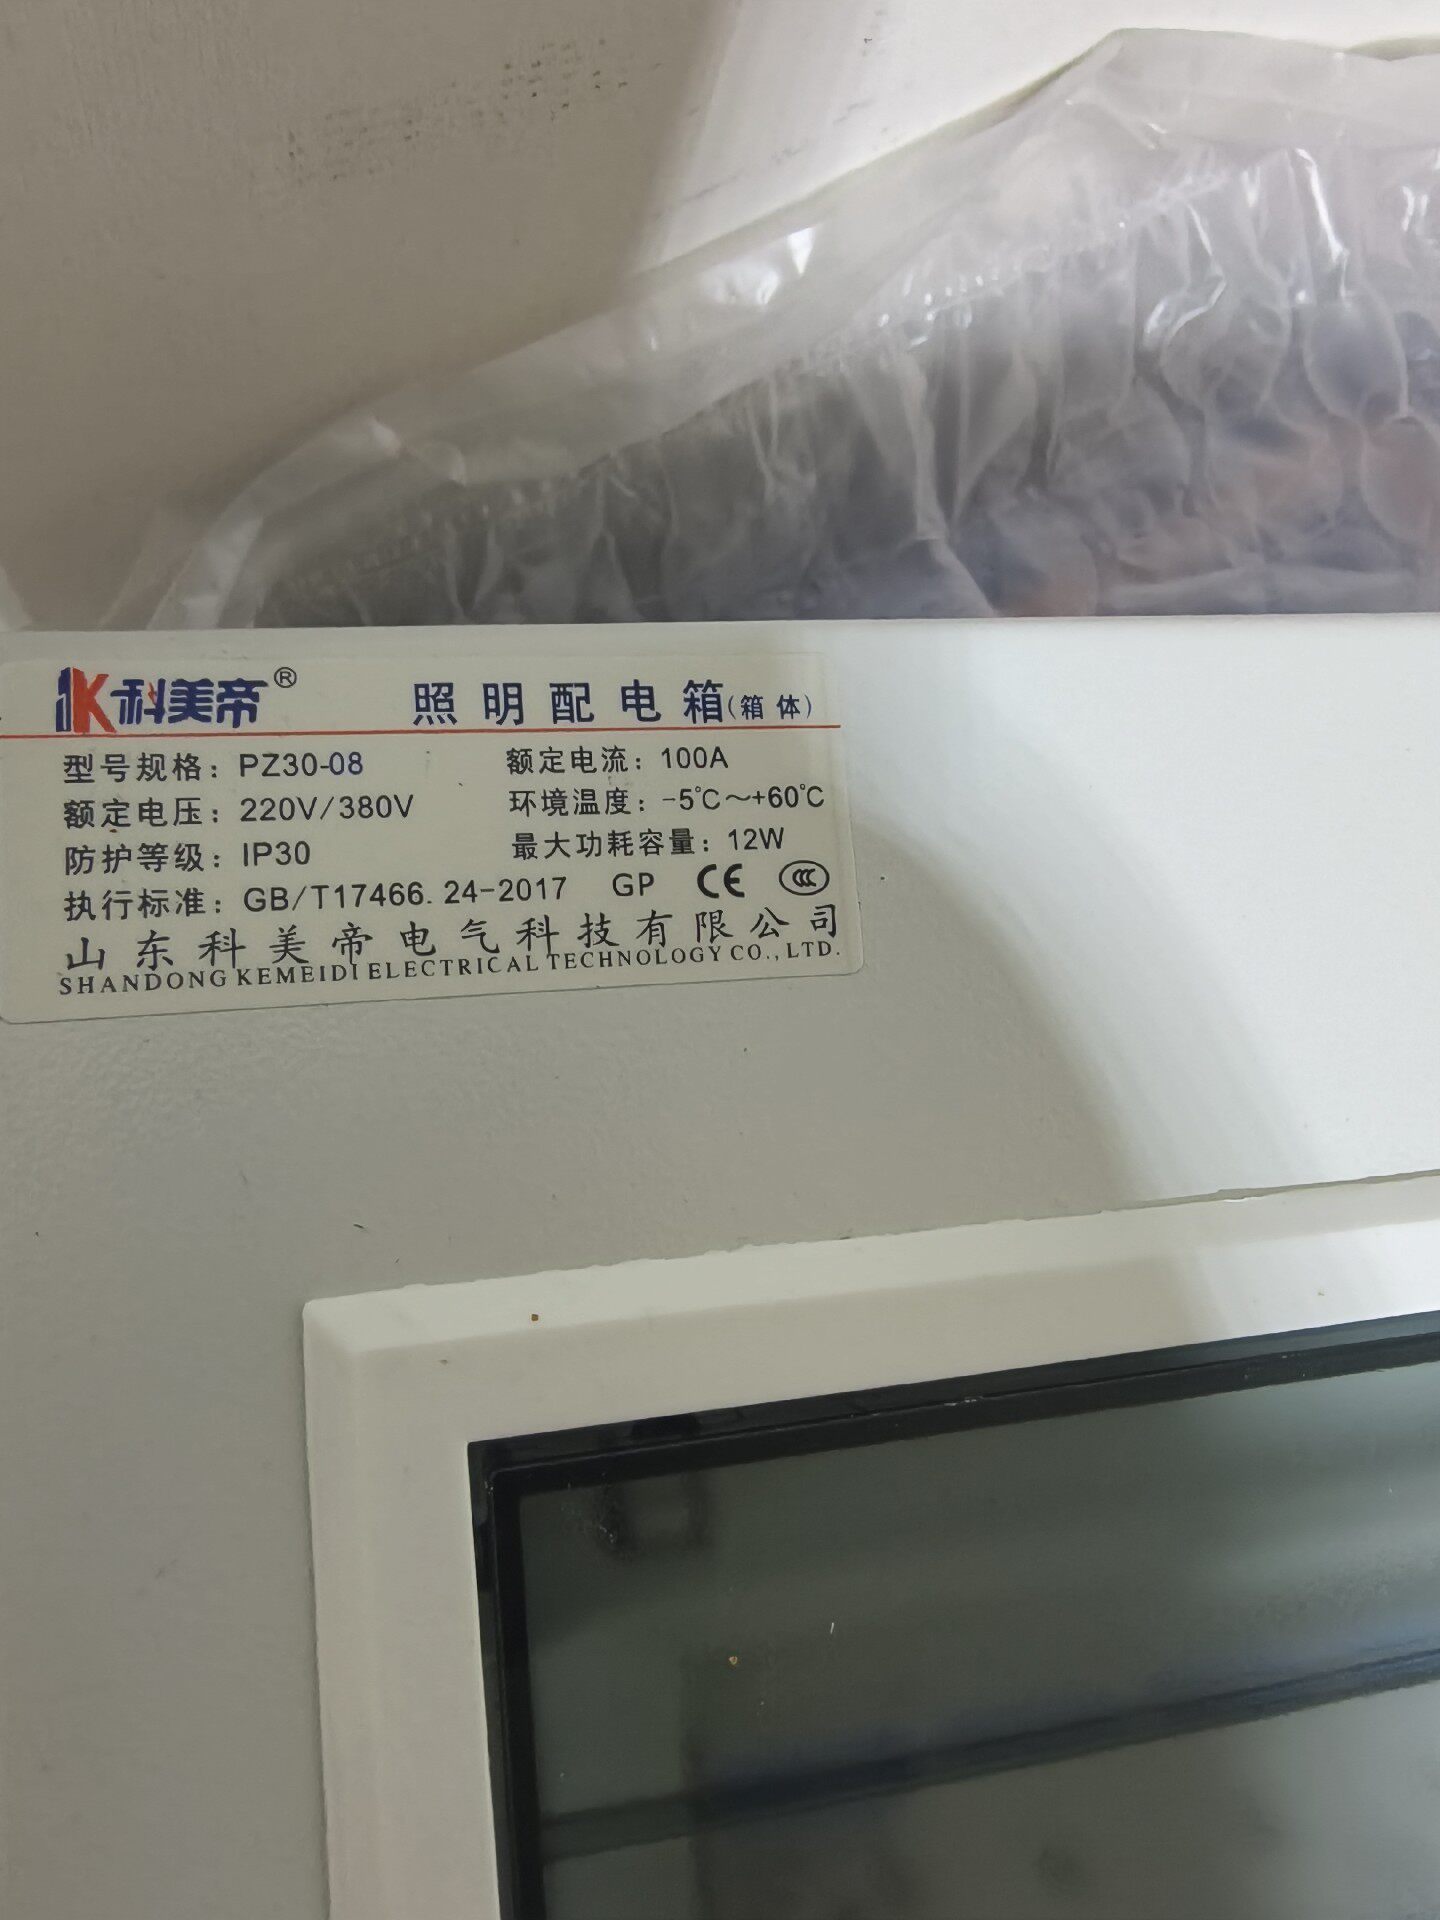 K科美帝® 照明配电箱(箱体)
型号规格: PZ30-08 额定电流: 100A
额定电压: 220V/380V 环境温度: -5℃~+60℃
防护等级: IP30 最大功耗容量: 12W
执行标准: GB/T17466.24-2017 GP CE CCC
山东科美帝电气科技有限公司
SHANDONG KEMEIDI ELECTRICAL TECHNOLOGY CO., LTD.